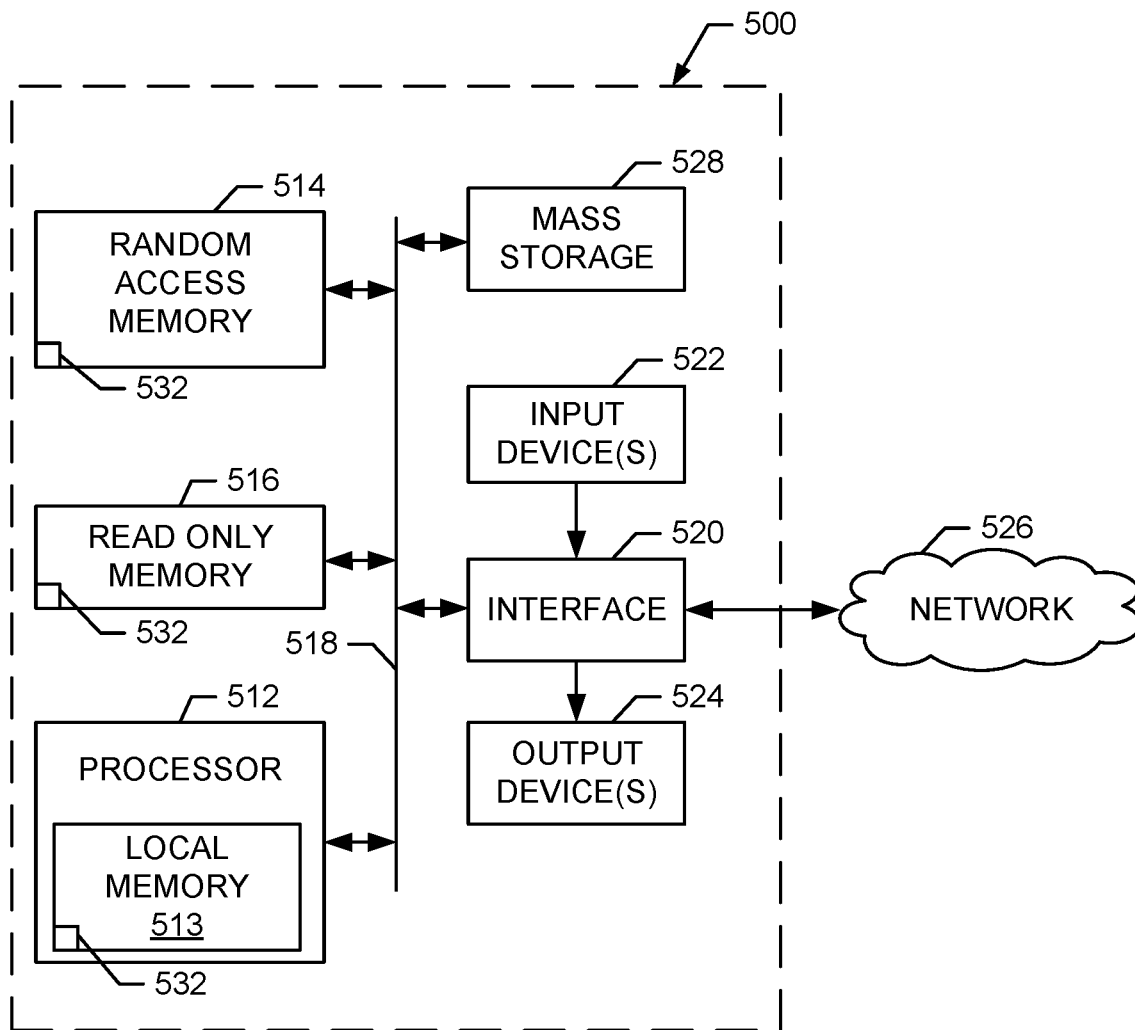 500
514
RANDOM
ACCESS
MEMORY
532
528
MASS
STORAGE
522
INPUT
DEVICE(S)
516
READ ONLY
MEMORY
532
520
INTERFACE
526
NETWORK
518
512
PROCESSOR
LOCAL
MEMORY
513
532
524
OUTPUT
DEVICE(S)